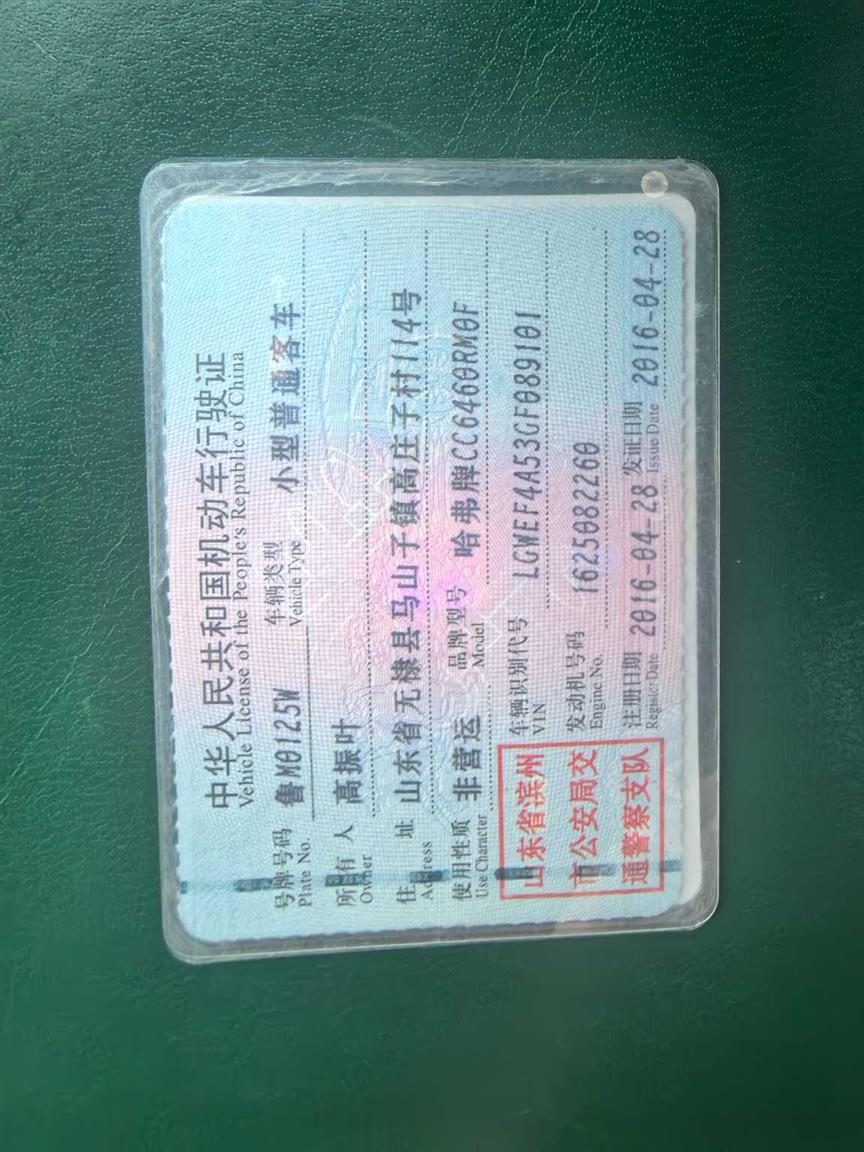 中华人民共和国机动车行驶证
Vehicle License of the People's Republic of China
号牌号码 鲁M0125W 车辆类型 小型普通客车
Plate No. Vehicle Type
所有人 高振叶
Owner
住址 山东省无棣县马山子镇高庄子村114号
Address
使用性质 非营运 品牌型号 哈弗牌CC6460RM0F
Use Character Model
山东省滨州
市公安局交
通警察支队
车辆识别代号 LGWEF4A53GF089101
VIN
发动机号码 1625082260
Engine No.
注册日期 2016-04-28 发证日期 2016-04-28
Register Date Issue Date